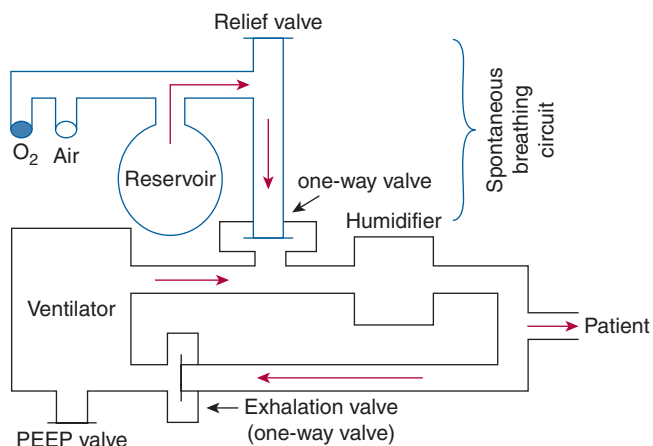 Relief valve
O2 Air
Reservoir
Spontaneous
breathing
circuit
one-way valve
Humidifier
Ventilator
Patient
Exhalation valve
(one-way valve)
PEEP valve